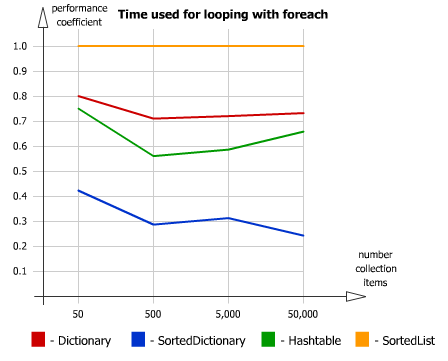 performance
coefficient
Time used for looping with foreach
1.0
0.9
0.8
0.7
0.6
0.5
0.4
0.3
0.2
0.1
number
collection
items
50
500
5,000
50,000
- Dictionary
- SortedDictionary
- Hashtable
- SortedList